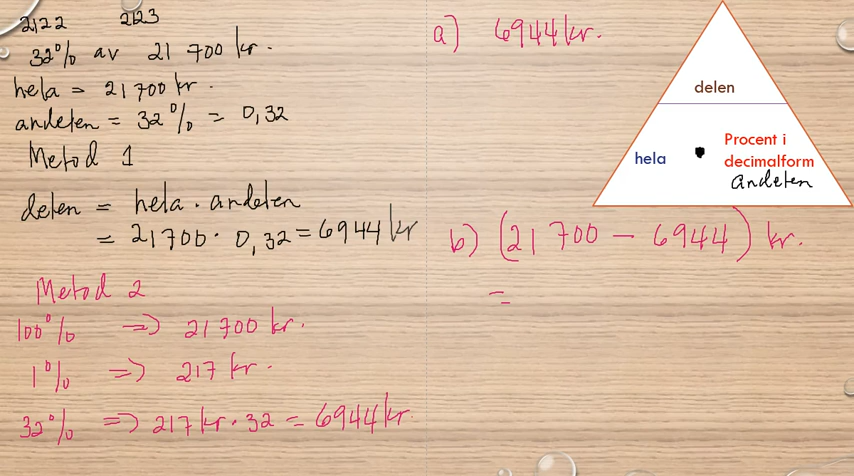 2122 2123
32% av 21 700 kr.
hela = 21700 kr.
andelen = 32% = 0,32
Metod 1
delen = hela · andelen
= 21700 · 0,32 = 6944 kr
Metod 2
100% => 21 700 kr.
1% => 217 kr.
32% => 217 kr · 32 = 6944 kr.
a) 6944 kr.
delen
hela · Procent i
decimalform
andelen
b) (21 700 - 6944) kr.
=